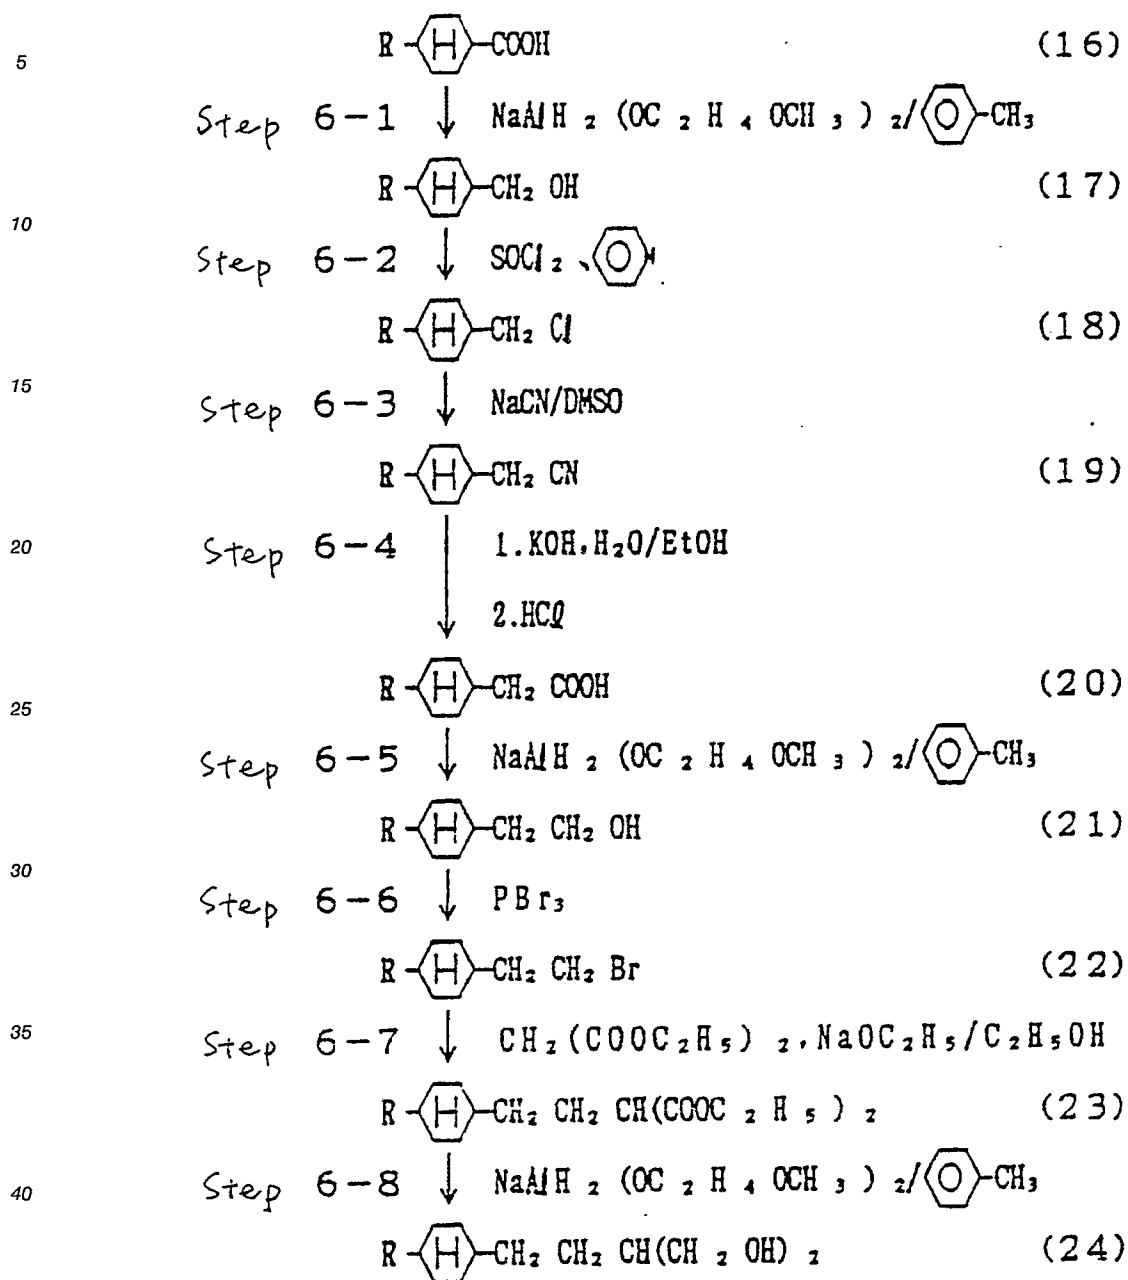 R-H-COOH (16)
5
Step 6-1 NaAlH₂(OC₂H₄OCH₃)₂/ -CH₃
R-H-CH₂OH (17)
10
Step 6-2 SOCl₂、 N
R-H-CH₂Cl (18)
15
Step 6-3 NaCN/DMSO
R-H-CH₂CN (19)
20
Step 6-4 1.KOH,H₂O/EtOH
2.HCl
R-H-CH₂COOH (20)
25
Step 6-5 NaAlH₂(OC₂H₄OCH₃)₂/ -CH₃
R-H-CH₂CH₂OH (21)
30
Step 6-6 PBr₃
R-H-CH₂CH₂Br (22)
35
Step 6-7 CH₂(COOC₂H₅)₂,NaOC₂H₅/C₂H₅OH
R-H-CH₂CH₂CH(COOC₂H₅)₂ (23)
40
Step 6-8 NaAlH₂(OC₂H₄OCH₃)₂/ -CH₃
R-H-CH₂CH₂CH(CH₂OH)₂ (24)